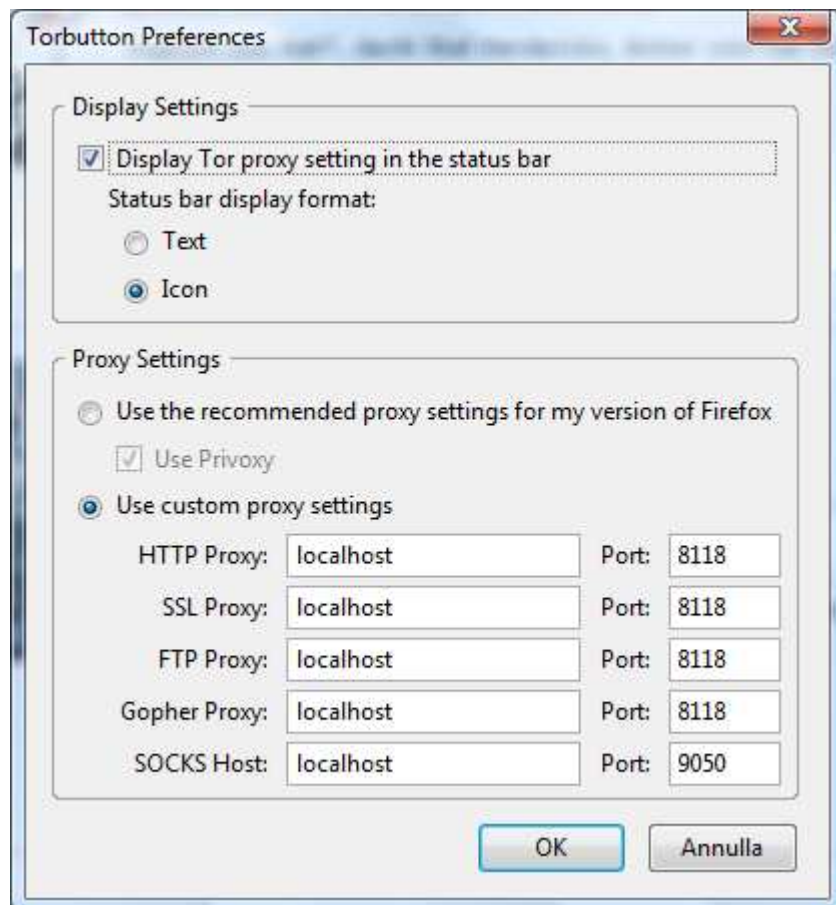 Torbutton Preferences
Display Settings
Display Tor proxy setting in the status bar
Status bar display format:
Text
Icon
Proxy Settings
Use the recommended proxy settings for my version of Firefox
Use Privoxy
Use custom proxy settings
HTTP Proxy: localhost Port: 8118
SSL Proxy: localhost Port: 8118
FTP Proxy: localhost Port: 8118
Gopher Proxy: localhost Port: 8118
SOCKS Host: localhost Port: 9050
OK Annulla